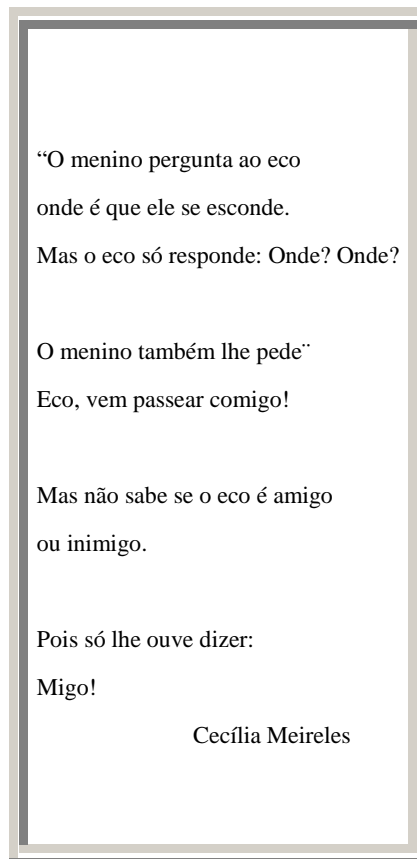 “O menino pergunta ao eco
onde é que ele se esconde.
Mas o eco só responde: Onde? Onde?
O menino também lhe pede¨
Eco, vem passear comigo!
Mas não sabe se o eco é amigo
ou inimigo.
Pois só lhe ouve dizer:
Migo!
Cecília Meireles